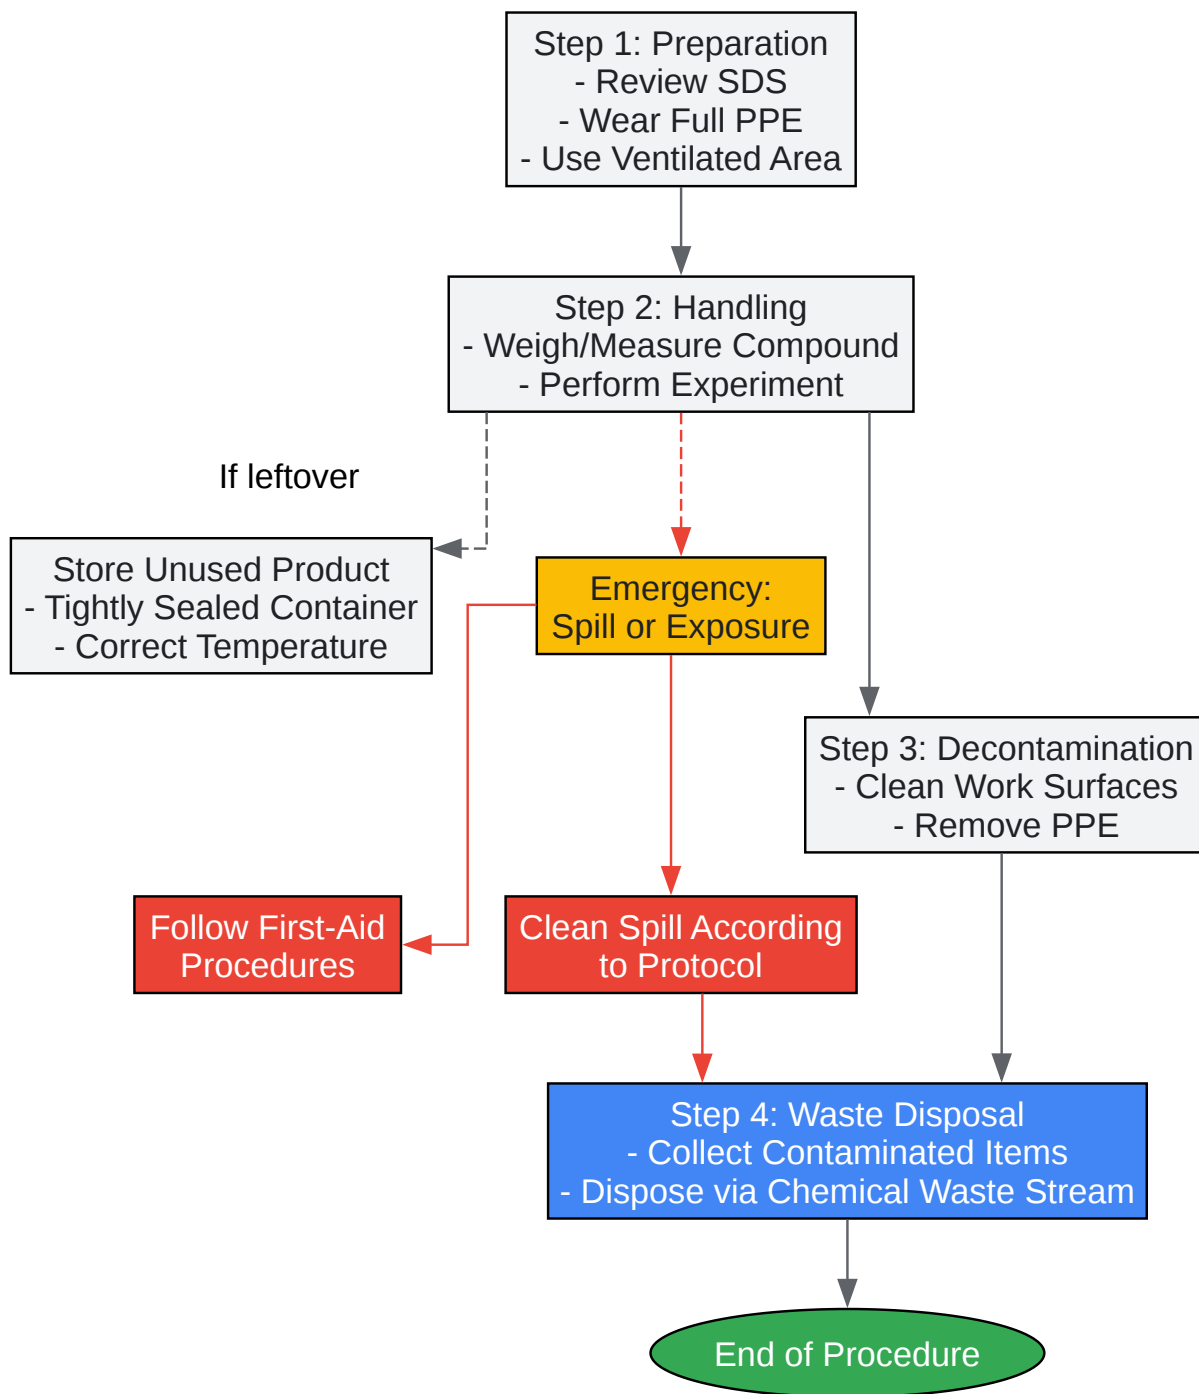 Step 1: Preparation
- Review SDS
- Wear Full PPE
- Use Ventilated Area
Step 2: Handling
- Weigh/Measure Compound
- Perform Experiment
If leftover
Store Unused Product
- Tightly Sealed Container
- Correct Temperature
Emergency:
Spill or Exposure
Step 3: Decontamination
- Clean Work Surfaces
- Remove PPE
Follow First-Aid
Procedures
Clean Spill According
to Protocol
Step 4: Waste Disposal
- Collect Contaminated Items
- Dispose via Chemical Waste Stream
End of Procedure